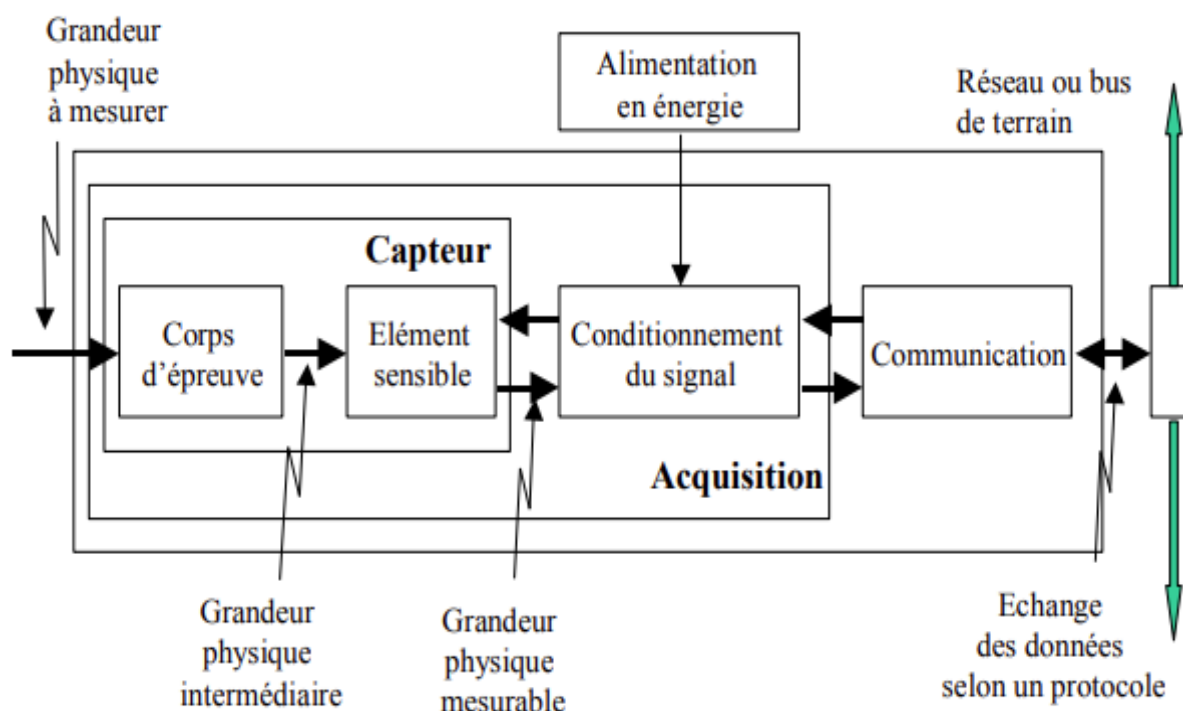 Grandeur
physique
à mesurer
Alimentation
en énergie
Réseau ou bus
de terrain
Capteur
Corps
d'épreuve
Elément
sensible
Conditionnement
du signal
Communication
Acquisition
Grandeur
physique
intermédiaire
Grandeur
physique
mesurable
Echange
des données
selon un protocole